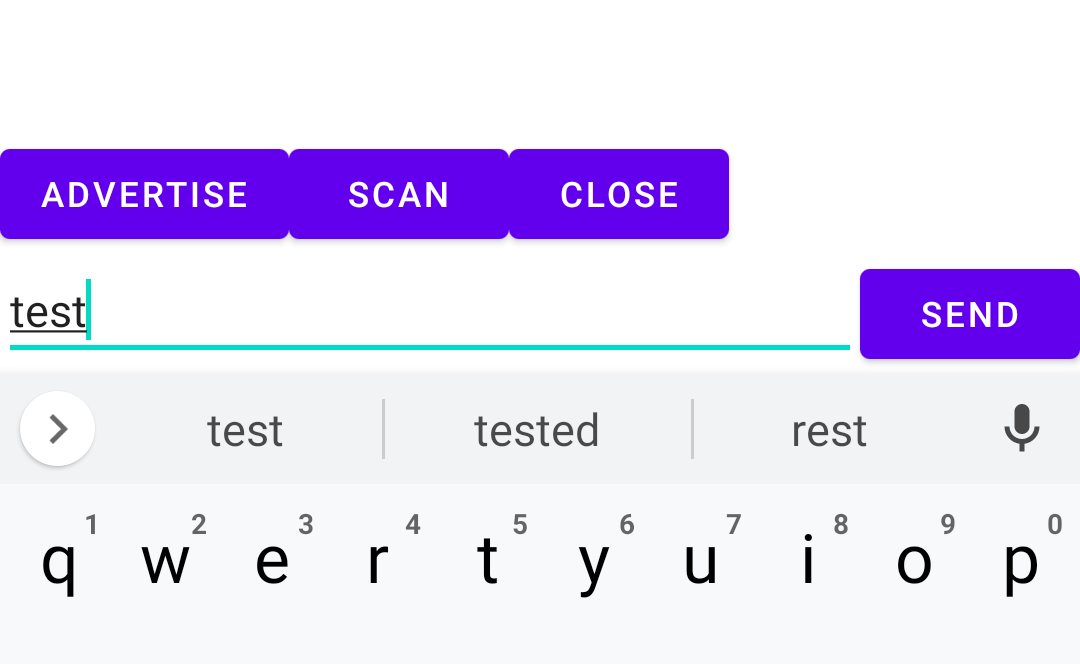 ADVERTISE SCAN CLOSE
test SEND
test tested rest
1 2 3 4 5 6 7 8 9 0
q w e r t y u i o p